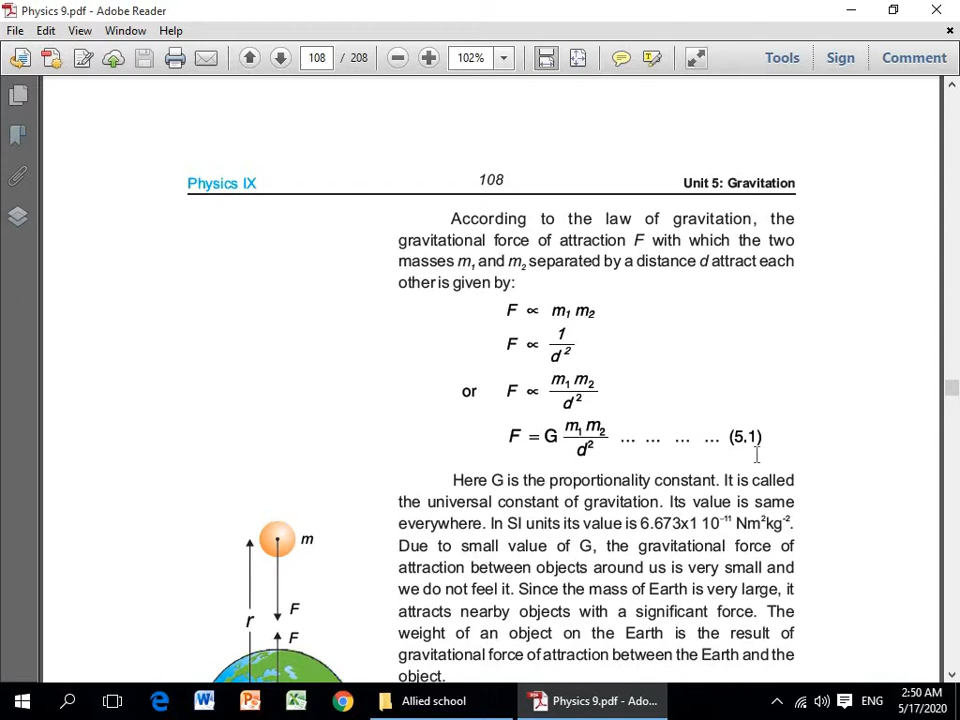 Physics 9.pdf - Adobe Reader
File Edit View Window Help
108 / 208 102% Tools Sign Comment
Physics IX 108 Unit 5: Gravitation
According to the law of gravitation, the
gravitational force of attraction F with which the two
masses m₁ and m₂ separated by a distance d attract each
other is given by:
F ∝ m₁ m₂
F ∝ 1/d²
or F ∝ m₁ m₂/d²
F = G m₁ m₂/d² ... ... ... ... (5.1)
Here G is the proportionality constant. It is called
the universal constant of gravitation. Its value is same
everywhere. In SI units its value is 6.673x1 10⁻¹¹ Nm²kg⁻².
Due to small value of G, the gravitational force of
attraction between objects around us is very small and
we do not feel it. Since the mass of Earth is very large, it
attracts nearby objects with a significant force. The
weight of an object on the Earth is the result of
gravitational force of attraction between the Earth and the
object.
m
F
r
F
Allied school
Physics 9.pdf - Ado...
2:50 AM
5/17/2020